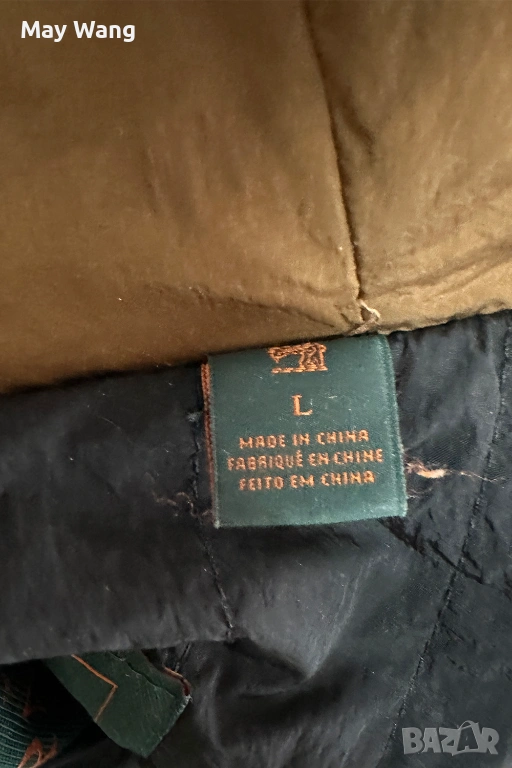 May Wang
L
MADE IN CHINA
FABRIQUÉ EN CHINE
FEITO EM CHINA
BAZAR